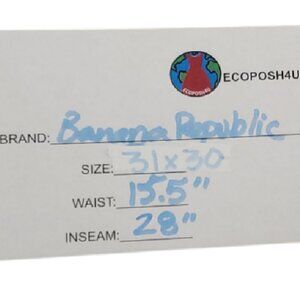 ECOPOSH4U
ECOPOSH4U
BRAND: Banana Republic
SIZE: 31x30
WAIST: 15.5"
INSEAM: 28"